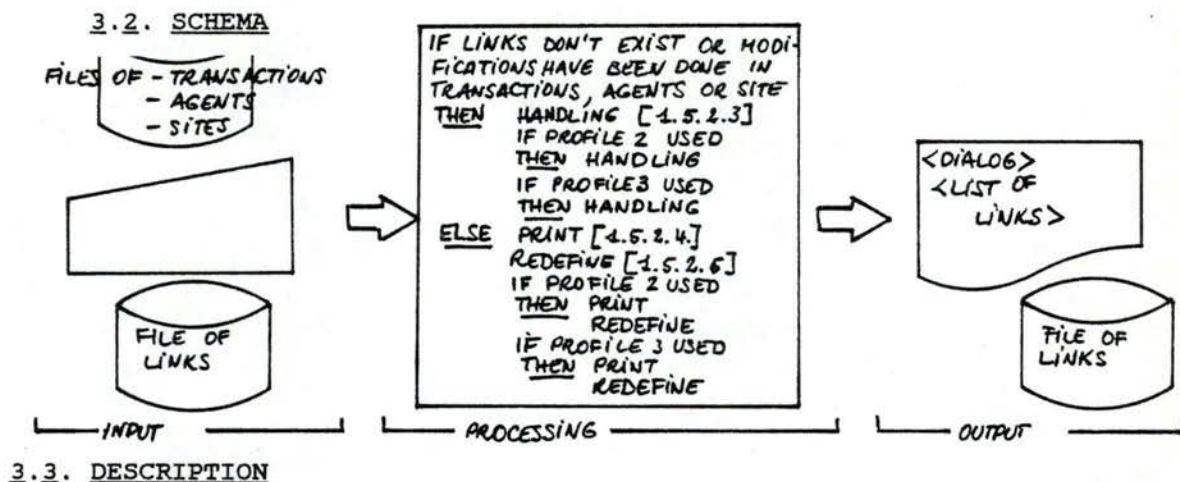 3.2. SCHEMA
FILES OF - TRANSACTIONS
- AGENTS
- SITES
FILE OF
LINKS
INPUT
IF LINKS DON'T EXIST OR MODI-
FICATIONS HAVE BEEN DONE IN
TRANSACTIONS, AGENTS OR SITE
THEN HANDLING [1.5.2.3]
IF PROFILE 2 USED
THEN HANDLING
IF PROFILE 3 USED
THEN HANDLING
ELSE PRINT [1.5.2.4.]
REDEFINE [1.5.2.5]
IF PROFILE 2 USED
THEN PRINT
REDEFINE
IF PROFILE 3 USED
THEN PRINT
REDEFINE
PROCESSING
<DIALOG>
<LIST OF
LINKS>
FILE OF
LINKS
OUTPUT
3.3. DESCRIPTION